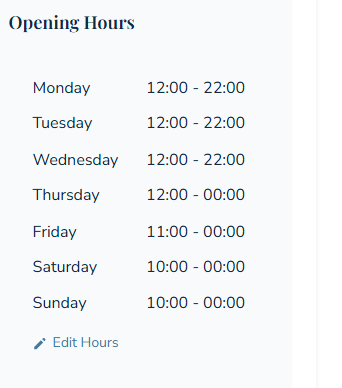 Opening Hours
Monday 12:00 - 22:00
Tuesday 12:00 - 22:00
Wednesday 12:00 - 22:00
Thursday 12:00 - 00:00
Friday 11:00 - 00:00
Saturday 10:00 - 00:00
Sunday 10:00 - 00:00
Edit Hours